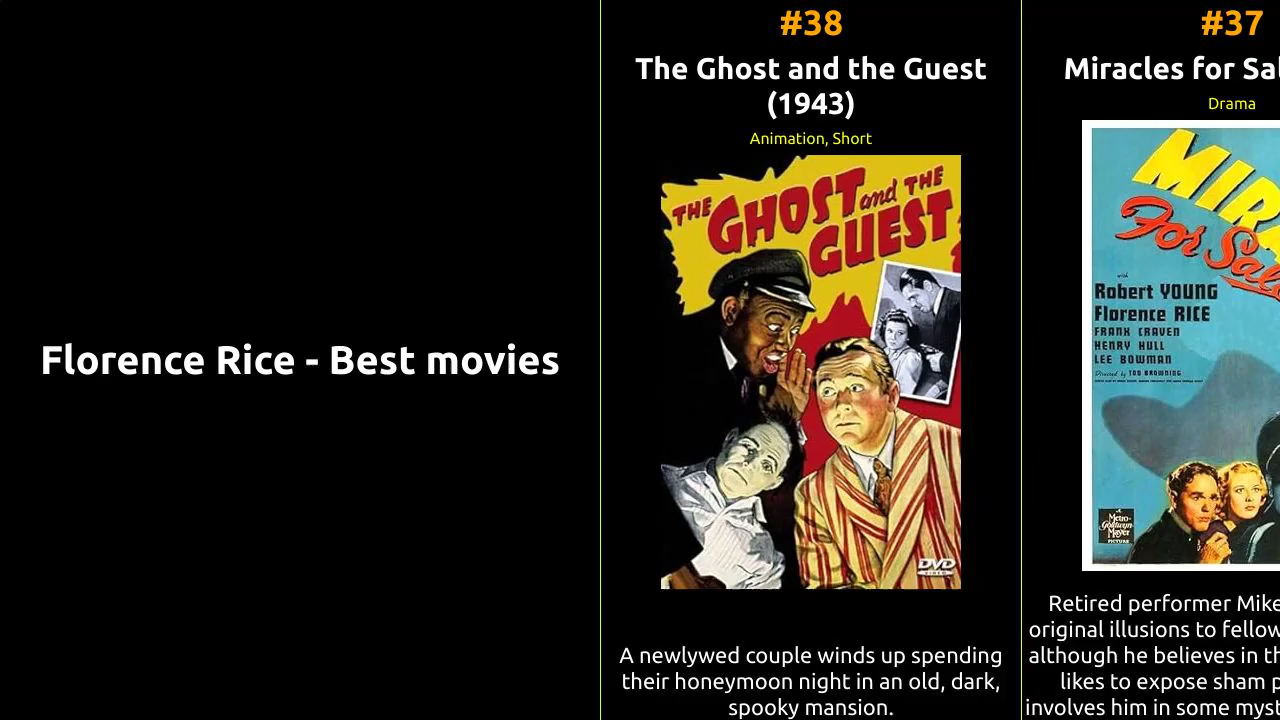 Florence Rice - Best movies
#38
The Ghost and the Guest
(1943)
Animation, Short
THE GHOST and THE
GUEST
DVD
VIDEO
A newlywed couple winds up spending
their honeymoon night in an old, dark,
spooky mansion.
#37
Miracles for Sal
Drama
MIR
For Sal
with
Robert YOUNG
Florence RICE
FRANK CRAVEN
HENRY HULL
LEE BOWMAN
Directed by TOD BROWNING
A
Metro-
Goldwyn
Mayer
PICTURE
Retired performer Mike
original illusions to fellow
although he believes in th
likes to expose sham p
involves him in some myst